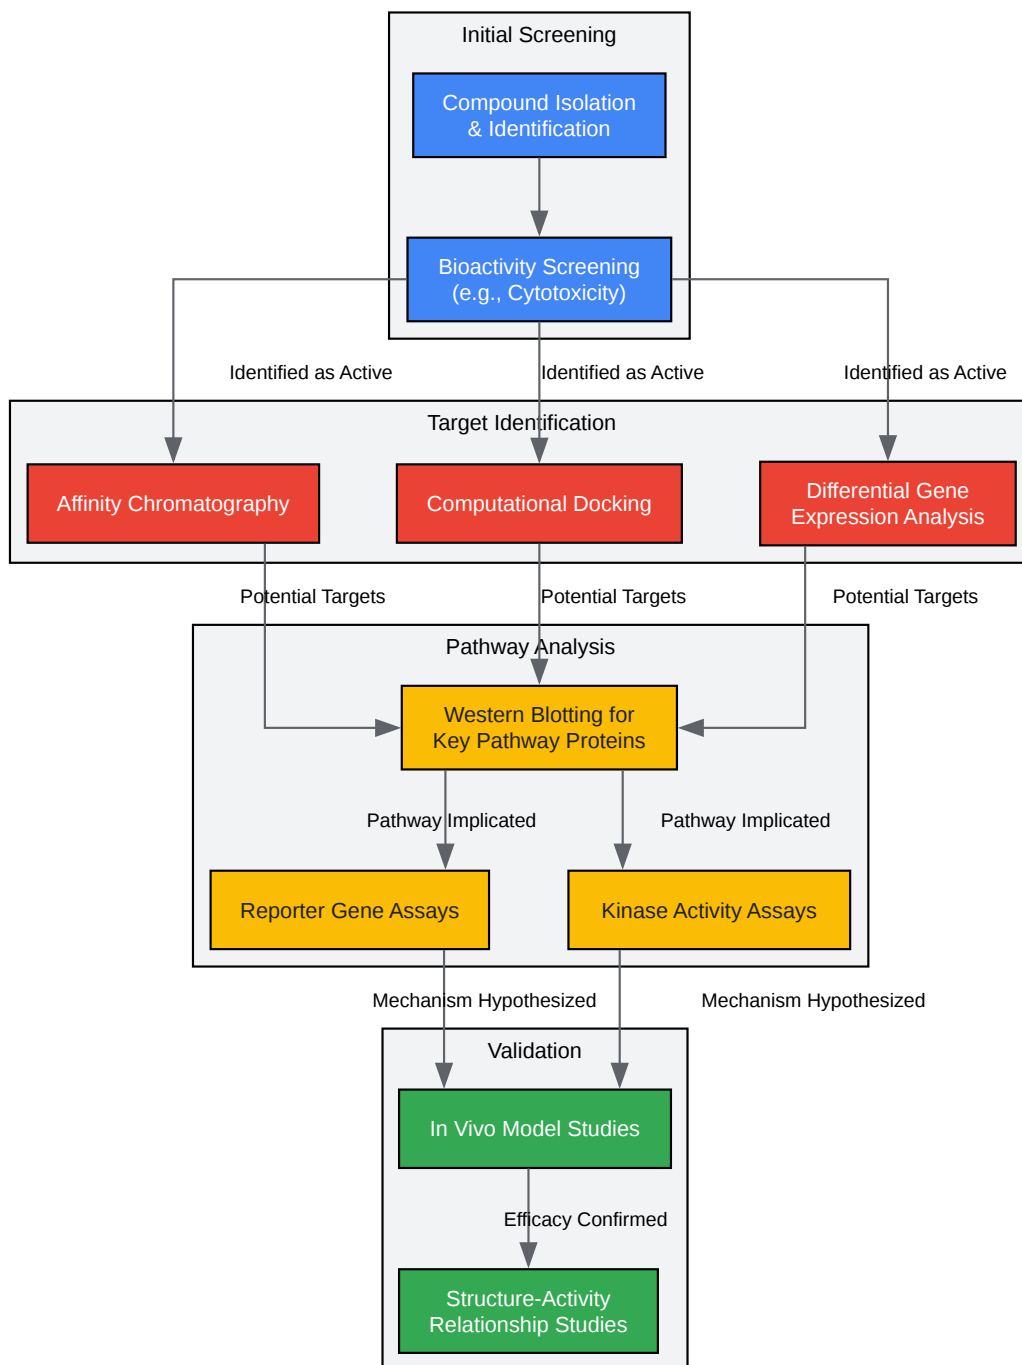 Initial Screening
Compound Isolation
& Identification
Bioactivity Screening
(e.g., Cytotoxicity)
Identified as Active
Identified as Active
Identified as Active
Target Identification
Affinity Chromatography
Computational Docking
Differential Gene
Expression Analysis
Potential Targets
Potential Targets
Potential Targets
Pathway Analysis
Western Blotting for
Key Pathway Proteins
Pathway Implicated
Pathway Implicated
Reporter Gene Assays
Kinase Activity Assays
Mechanism Hypothesized
Mechanism Hypothesized
Validation
In Vivo Model Studies
Efficacy Confirmed
Structure-Activity
Relationship Studies